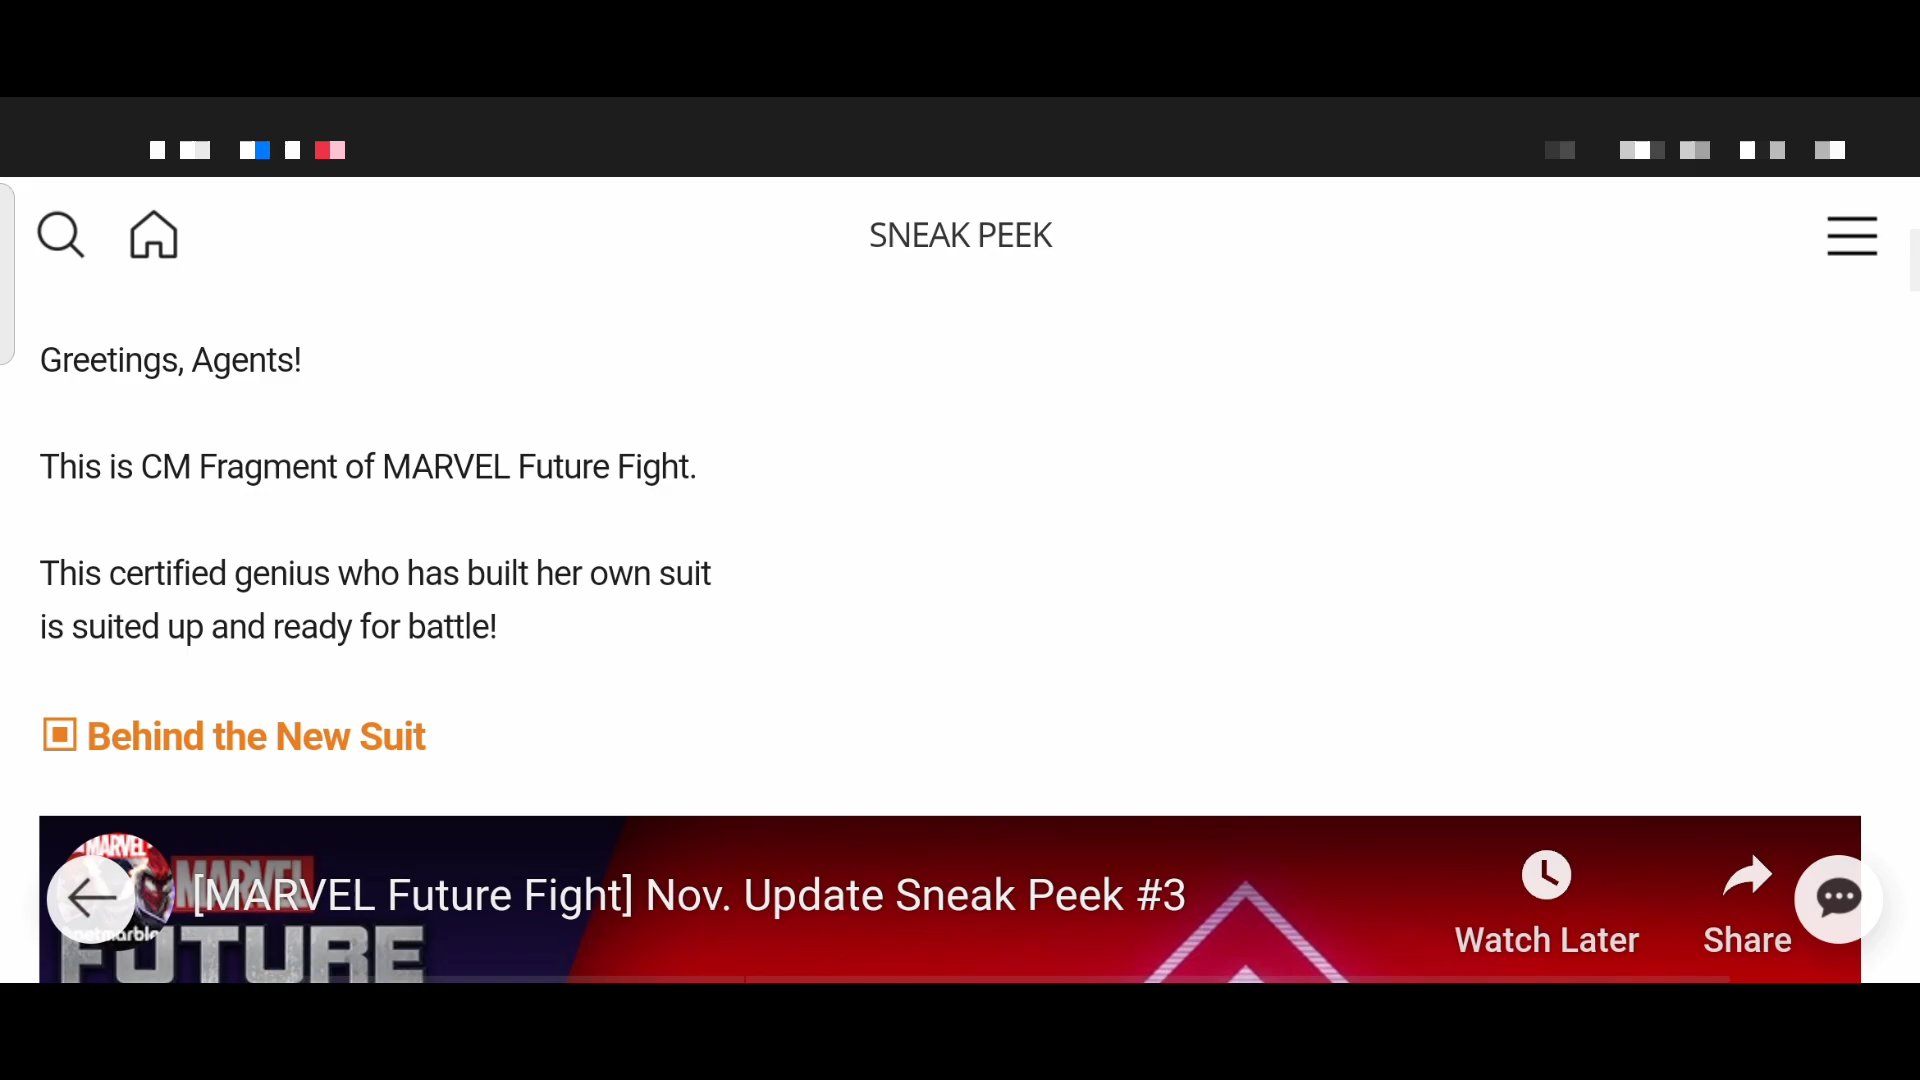 SNEAK PEEK
Greetings, Agents!
This is CM Fragment of MARVEL Future Fight.
This certified genius who has built her own suit
is suited up and ready for battle!
Behind the New Suit
MARVEL
MARVEL
[MARVEL Future Fight] Nov. Update Sneak Peek #3
netmarble
FUTURE
Watch Later
Share